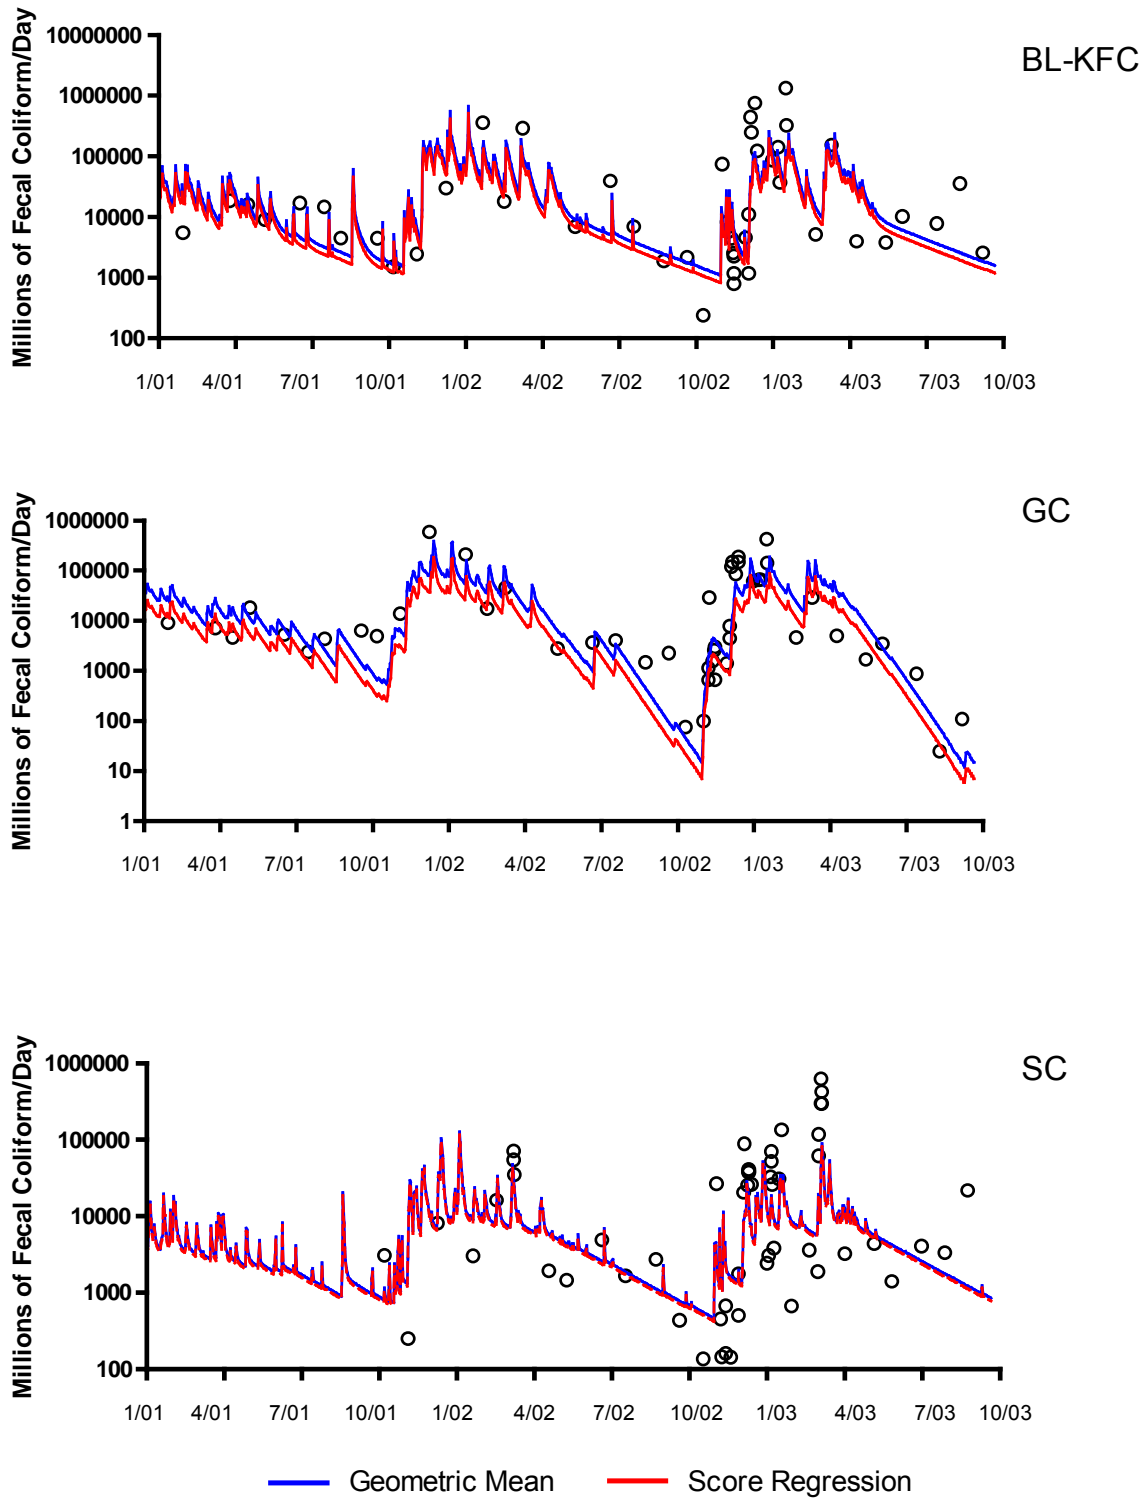 BL-KFC
Millions of Fecal Coliform/Day
10000000
1000000
100000
10000
1000
100
1/01 4/01 7/01 10/01 1/02 4/02 7/02 10/02 1/03 4/03 7/03 10/03
GC
Millions of Fecal Coliform/Day
1000000
100000
10000
1000
100
10
1
1/01 4/01 7/01 10/01 1/02 4/02 7/02 10/02 1/03 4/03 7/03 10/03
SC
Millions of Fecal Coliform/Day
1000000
100000
10000
1000
100
1/01 4/01 7/01 10/01 1/02 4/02 7/02 10/02 1/03 4/03 7/03 10/03
Geometric Mean Score Regression